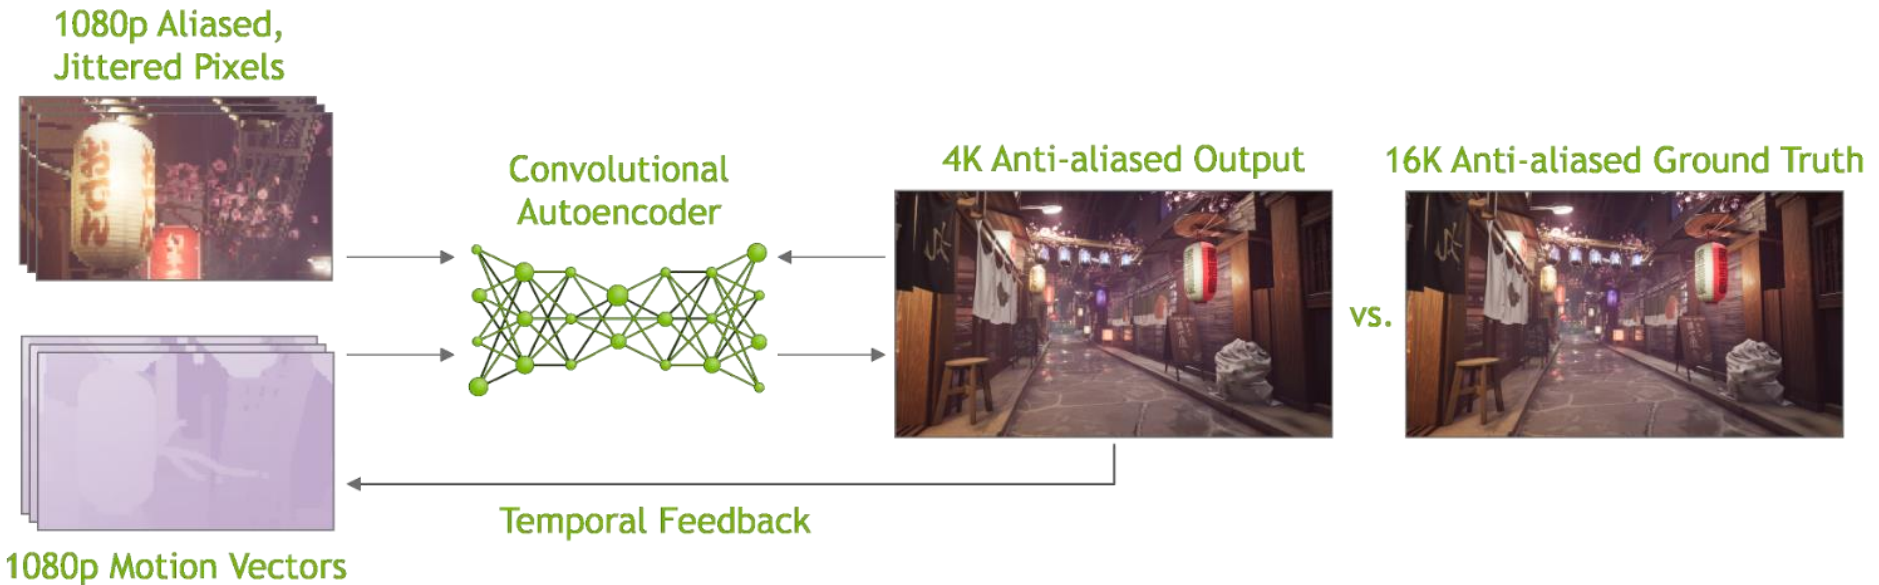 1080p Aliased,
Jittered Pixels
Convolutional
Autoencoder
4K Anti-aliased Output
16K Anti-aliased Ground Truth
vs.
Temporal Feedback
1080p Motion Vectors